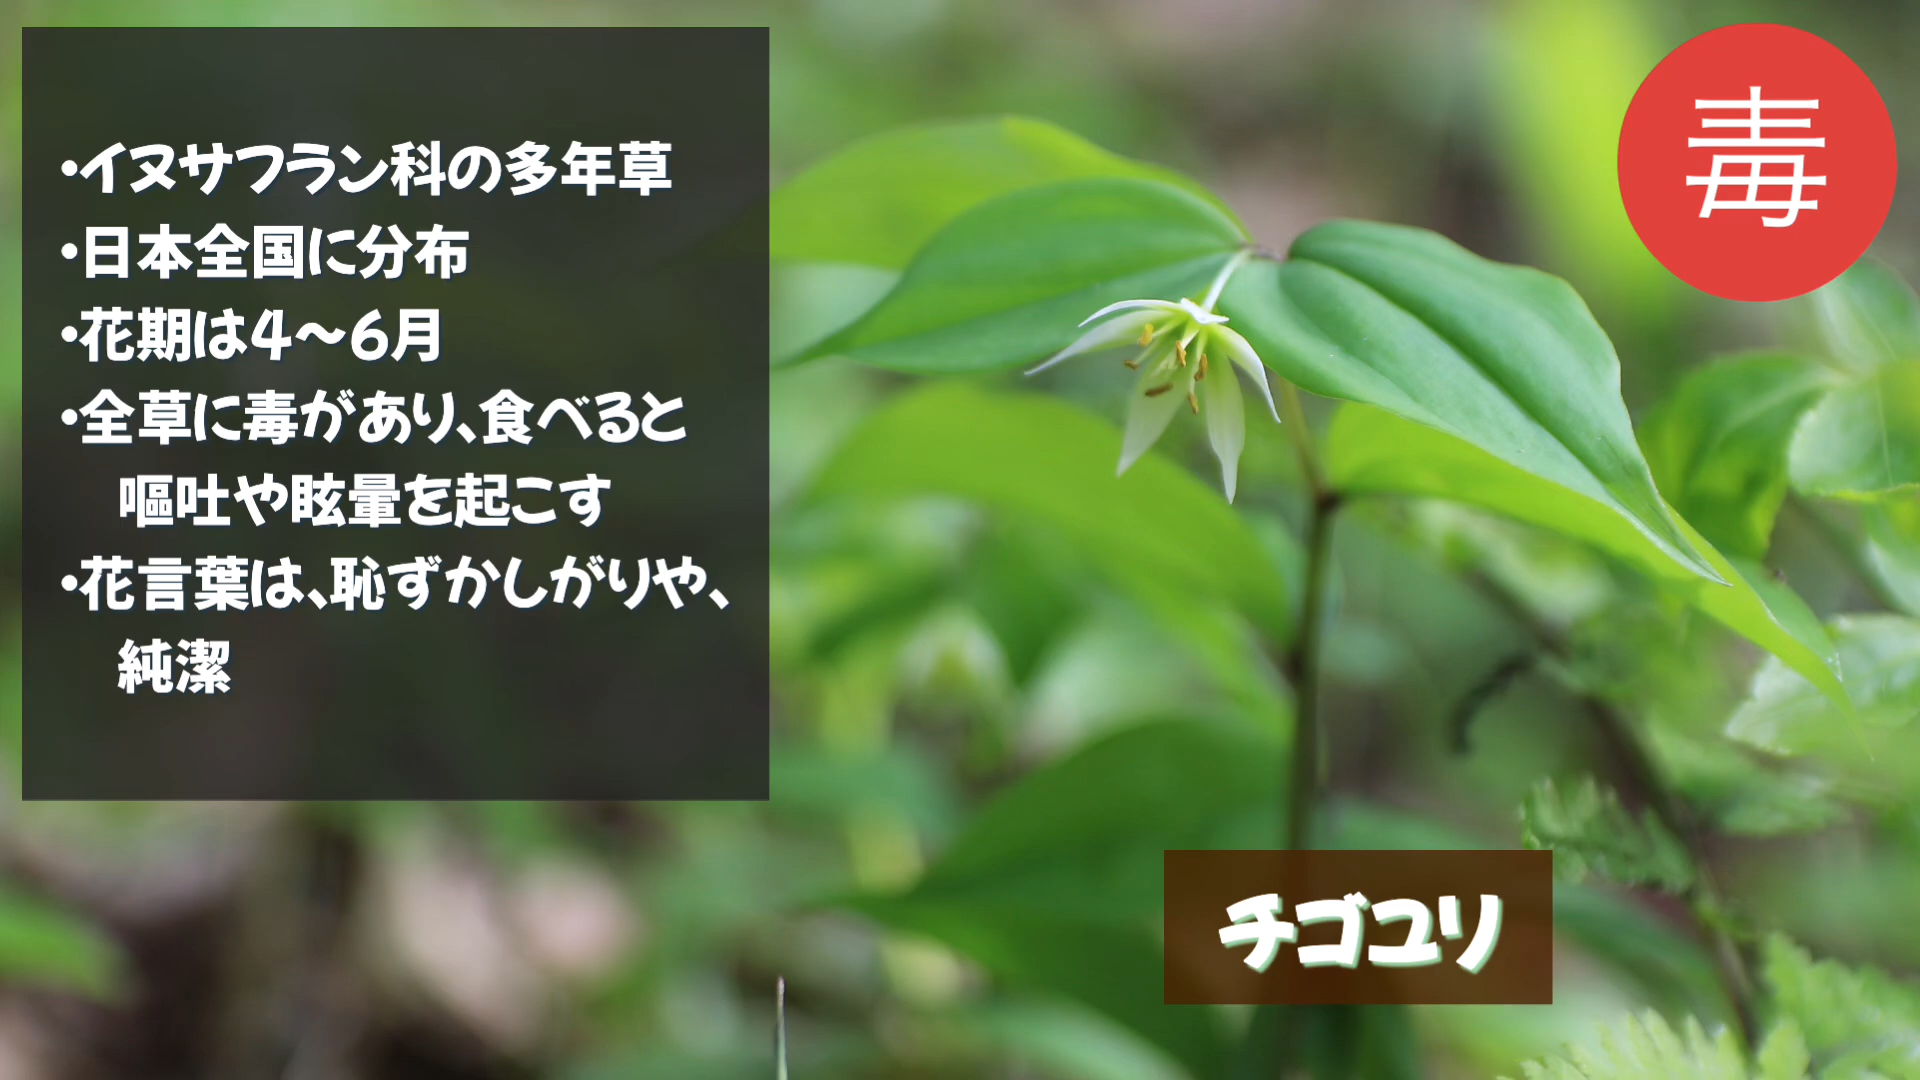 ・イヌサフラン科の多年草
・日本全国に分布
・花期は4～6月
・全草に毒があり、食べると
嘔吐や眩暈を起こす
・花言葉は、恥ずかしがりや、
純潔
毒
チゴユリ